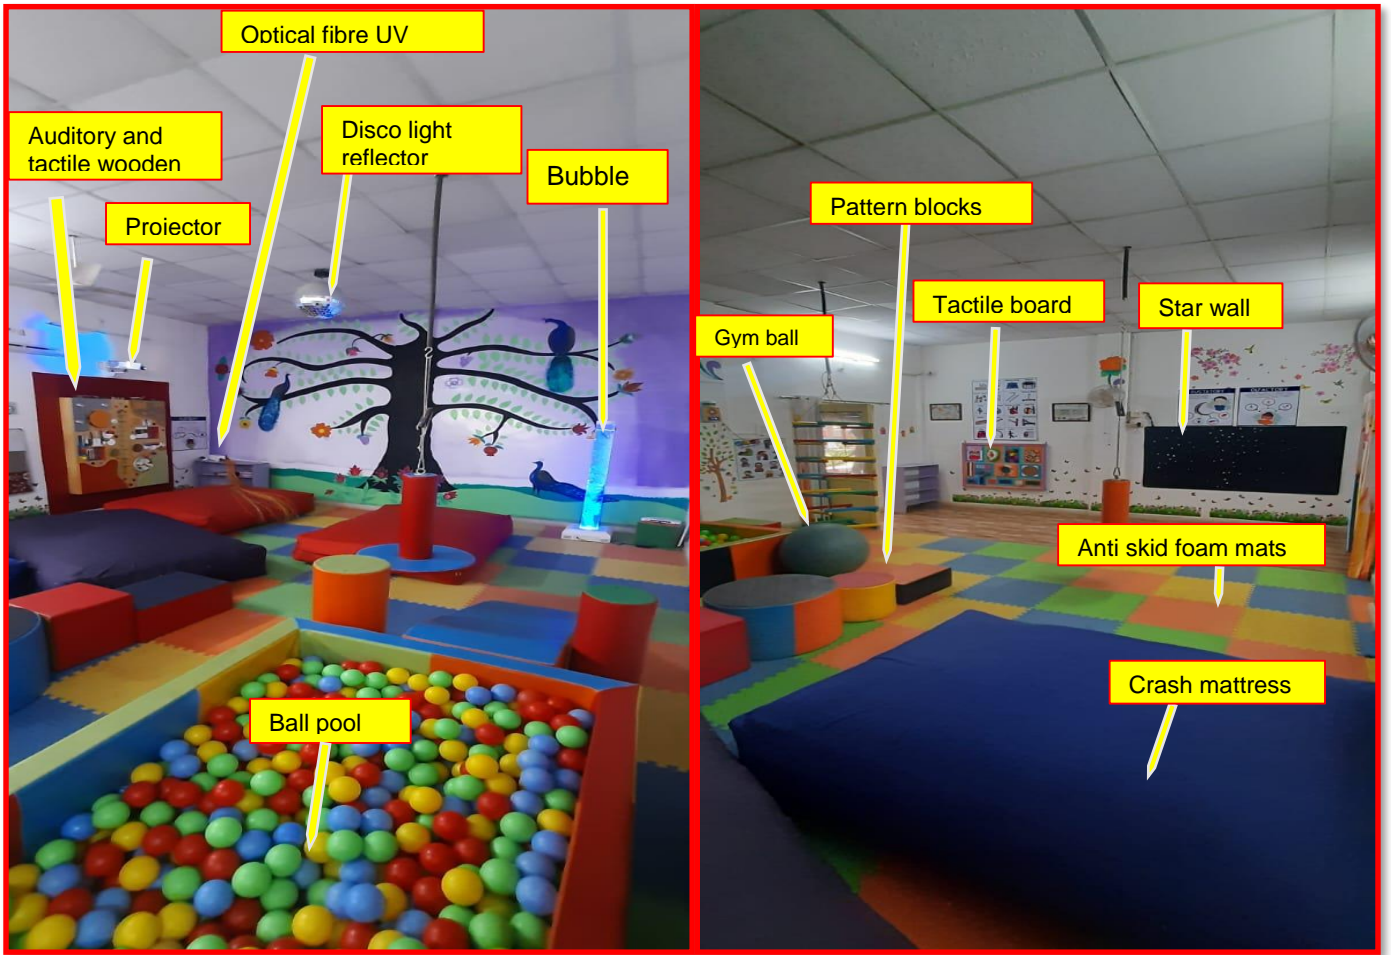 Optical fibre UV
Auditory and
tactile wooden
Disco light
reflector
Bubble
Projector
Ball pool
Pattern blocks
Tactile board
Star wall
Gym ball
Anti skid foam mats
Crash mattress